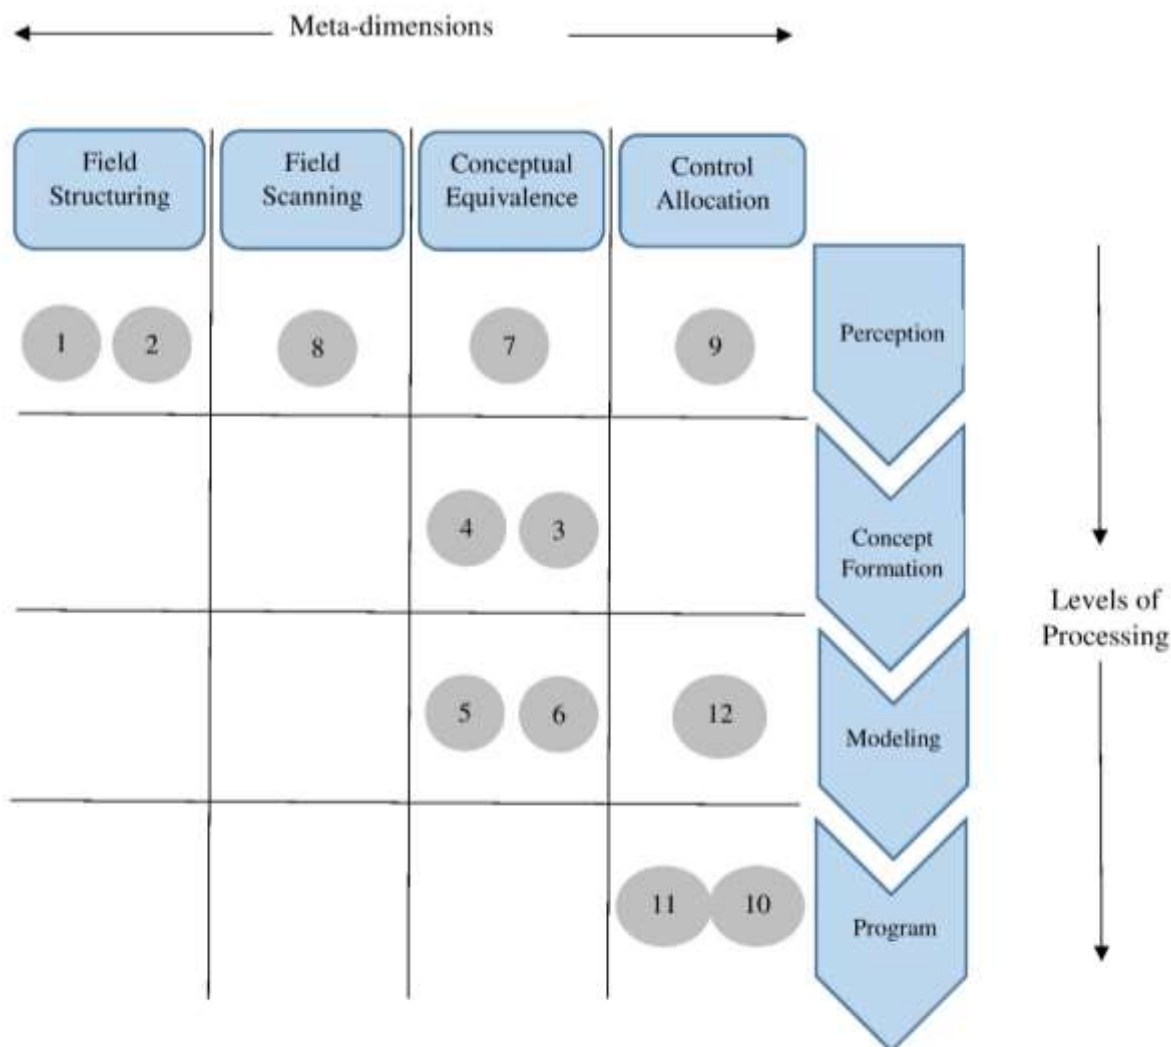 Meta-dimensions
Field
Structuring
Field
Scanning
Conceptual
Equivalence
Control
Allocation
1
2
8
7
9
Perception
4
3
Concept
Formation
Levels of
Processing
5
6
12
Modeling
11
10
Program